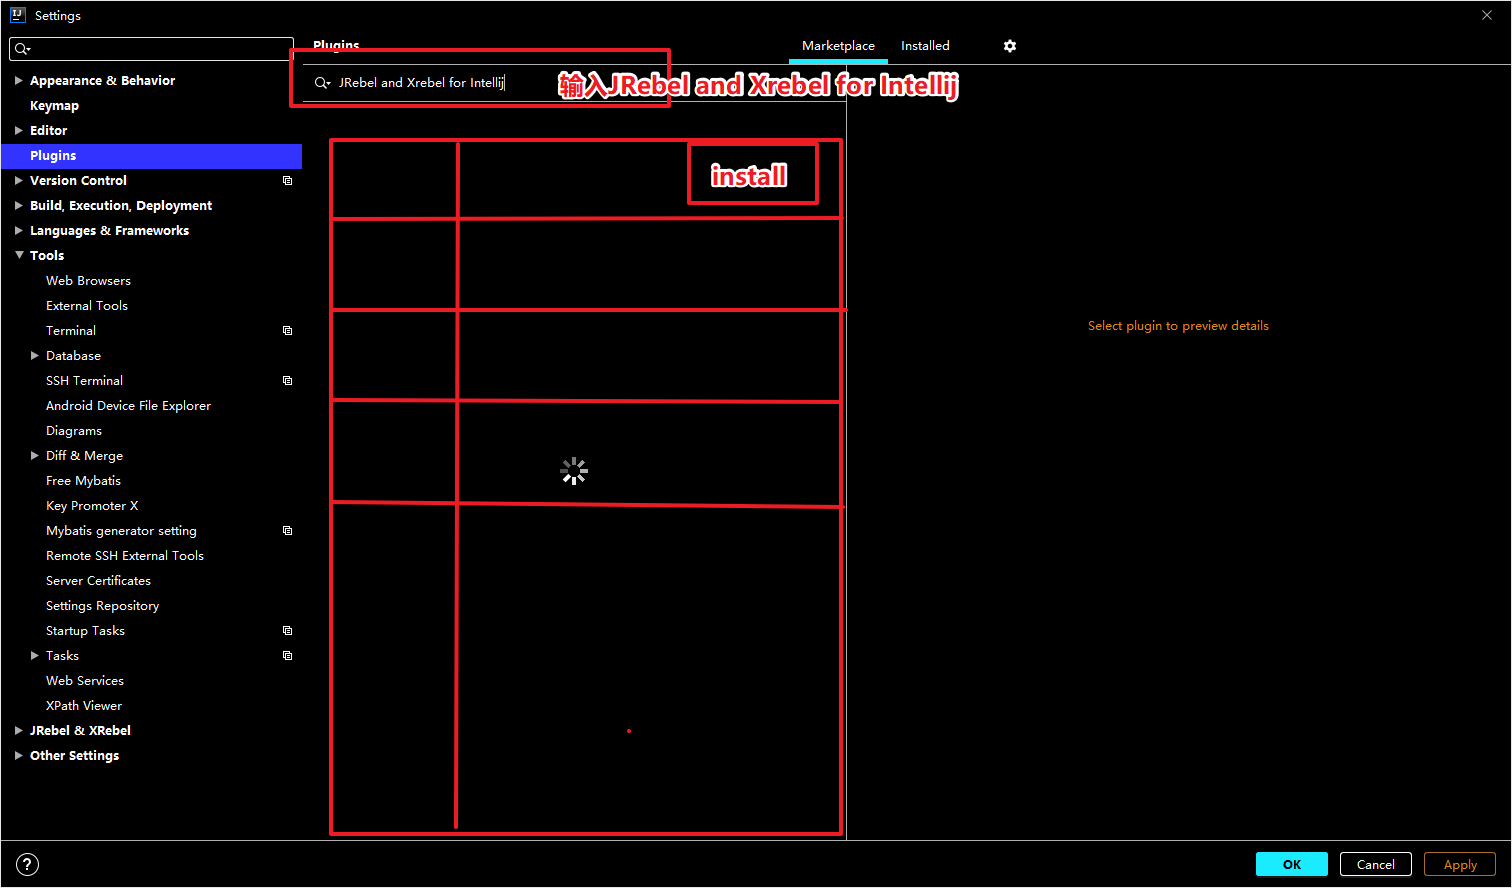 IJ Settings
Plugins
Marketplace Installed
JRebel and Xrebel for Intellij
输入JRebel and Xrebel for Intellij
install
Appearance & Behavior
Keymap
Editor
Plugins
Version Control
Build, Execution, Deployment
Languages & Frameworks
Tools
Web Browsers
External Tools
Terminal
Database
SSH Terminal
Android Device File Explorer
Diagrams
Diff & Merge
Free Mybatis
Key Promoter X
Mybatis generator setting
Remote SSH External Tools
Server Certificates
Settings Repository
Startup Tasks
Tasks
Web Services
XPath Viewer
JRebel & XRebel
Other Settings
Select plugin to preview details
?
OK Cancel Apply